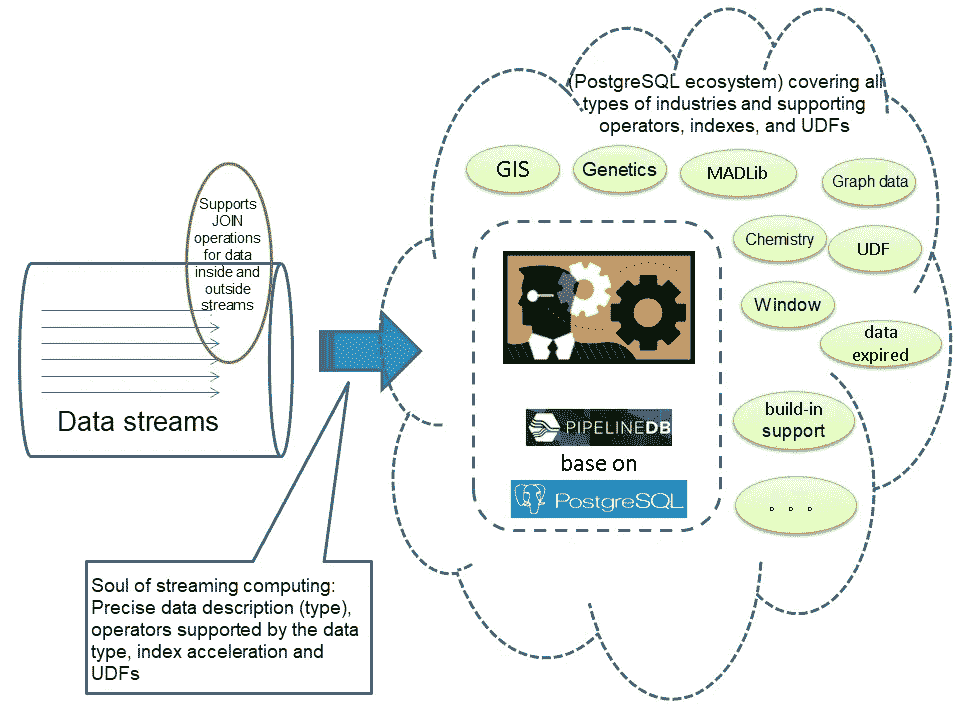 (PostgreSQL ecosystem) covering all
types of industries and supporting
operators, indexes, and UDFs
GIS
Genetics
MADLib
Graph data
Chemistry
UDF
Window
data
expired
build-in
support
。。。
Supports
JOIN
operations
for data
inside and
outside
streams
Data streams
PIPELINEDB
base on
PostgreSQL
Soul of streaming computing:
Precise data description (type),
operators supported by the data
type, index acceleration and
UDFs